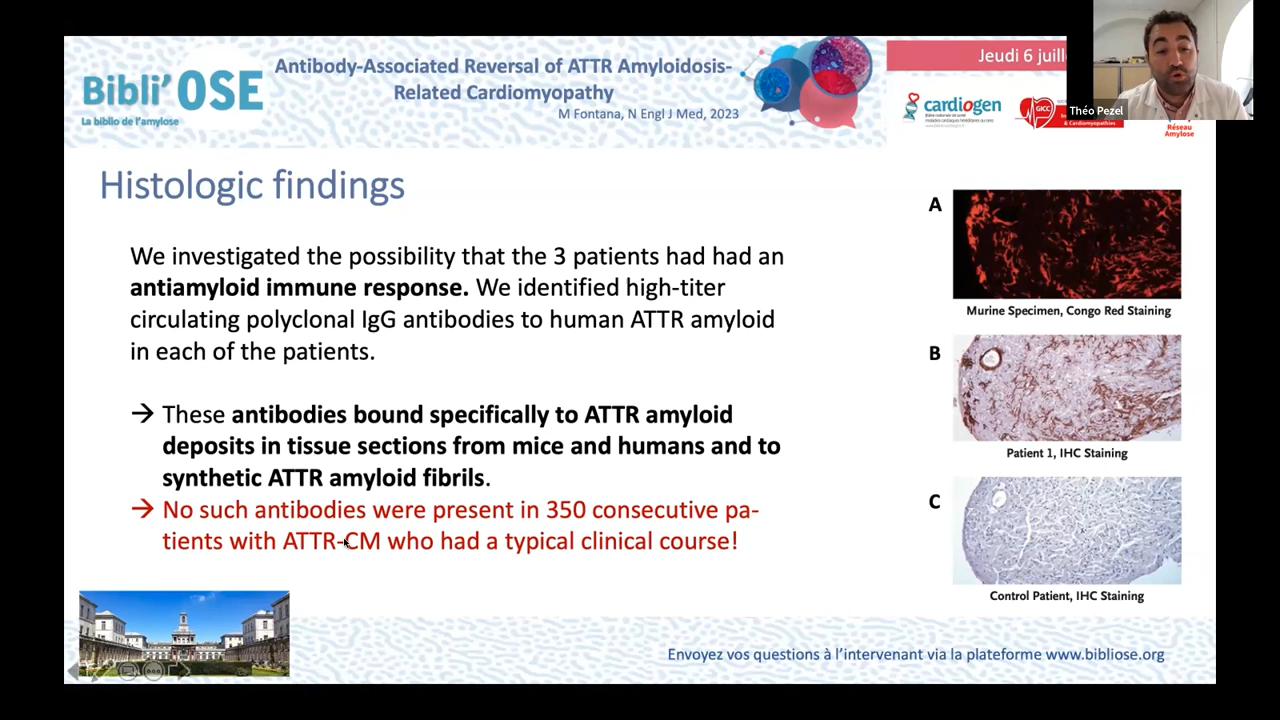 Bibli'OSE
La biblio de l'amylose
Antibody-Associated Reversal of ATTR Amyloidosis-
Related Cardiomyopathy
M Fontana, N Engl J Med, 2023
Jeudi 6 juill
cardiogen
GICC
& Cardiomyopathies
Réseau
Amylose
Théo Pezel
Histologic findings
We investigated the possibility that the 3 patients had had an
antiamyloid immune response. We identified high-titer
circulating polyclonal IgG antibodies to human ATTR amyloid
in each of the patients.
→ These antibodies bound specifically to ATTR amyloid
deposits in tissue sections from mice and humans and to
synthetic ATTR amyloid fibrils.
→ No such antibodies were present in 350 consecutive pa-
tients with ATTR-CM who had a typical clinical course!
A
Murine Specimen, Congo Red Staining
B
Patient 1, IHC Staining
C
Control Patient, IHC Staining
Envoyez vos questions à l'intervenant via la plateforme www.bibliose.org